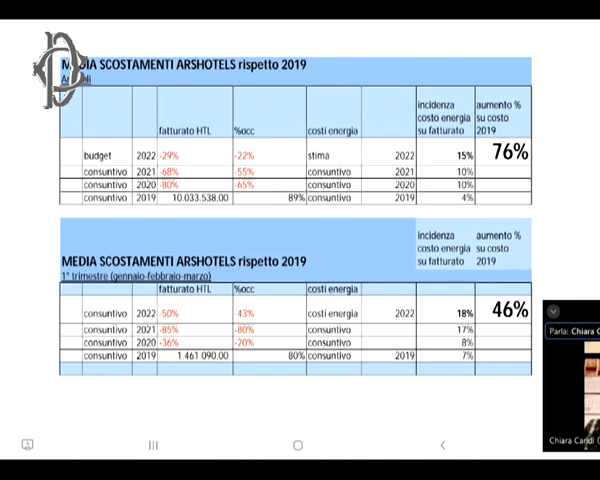 MEDIA SCOSTAMENTI ARSHOTELS rispetto 2019
fatturato HTL %occ costi energia incidenza costo energia su fatturato aumento % su costo 2019
budget 2022 -29% -22% stima 2022 15% 76%
consuntivo 2021 -68% -55% consuntivo 2021 10%
consuntivo 2020 -80% -65% consuntivo 2020 10%
consuntivo 2019 10.033.538,00 89% consuntivo 2019 4%
incidenza costo energia su fatturato aumento % su costo 2019
MEDIA SCOSTAMENTI ARSHOTELS rispetto 2019
1° trimestre (gennaio-febbraio-marzo)
fatturato HTL %occ costi energia
consuntivo 2022 -50% -43% costi energia 2022 18% 46%
consuntivo 2021 -85% -80% consuntivo 17%
consuntivo 2020 -36% -20% consuntivo 8%
consuntivo 2019 1.461.090,00 80% consuntivo 2019 7%
Parla: Chiara C
Chiara Caridi